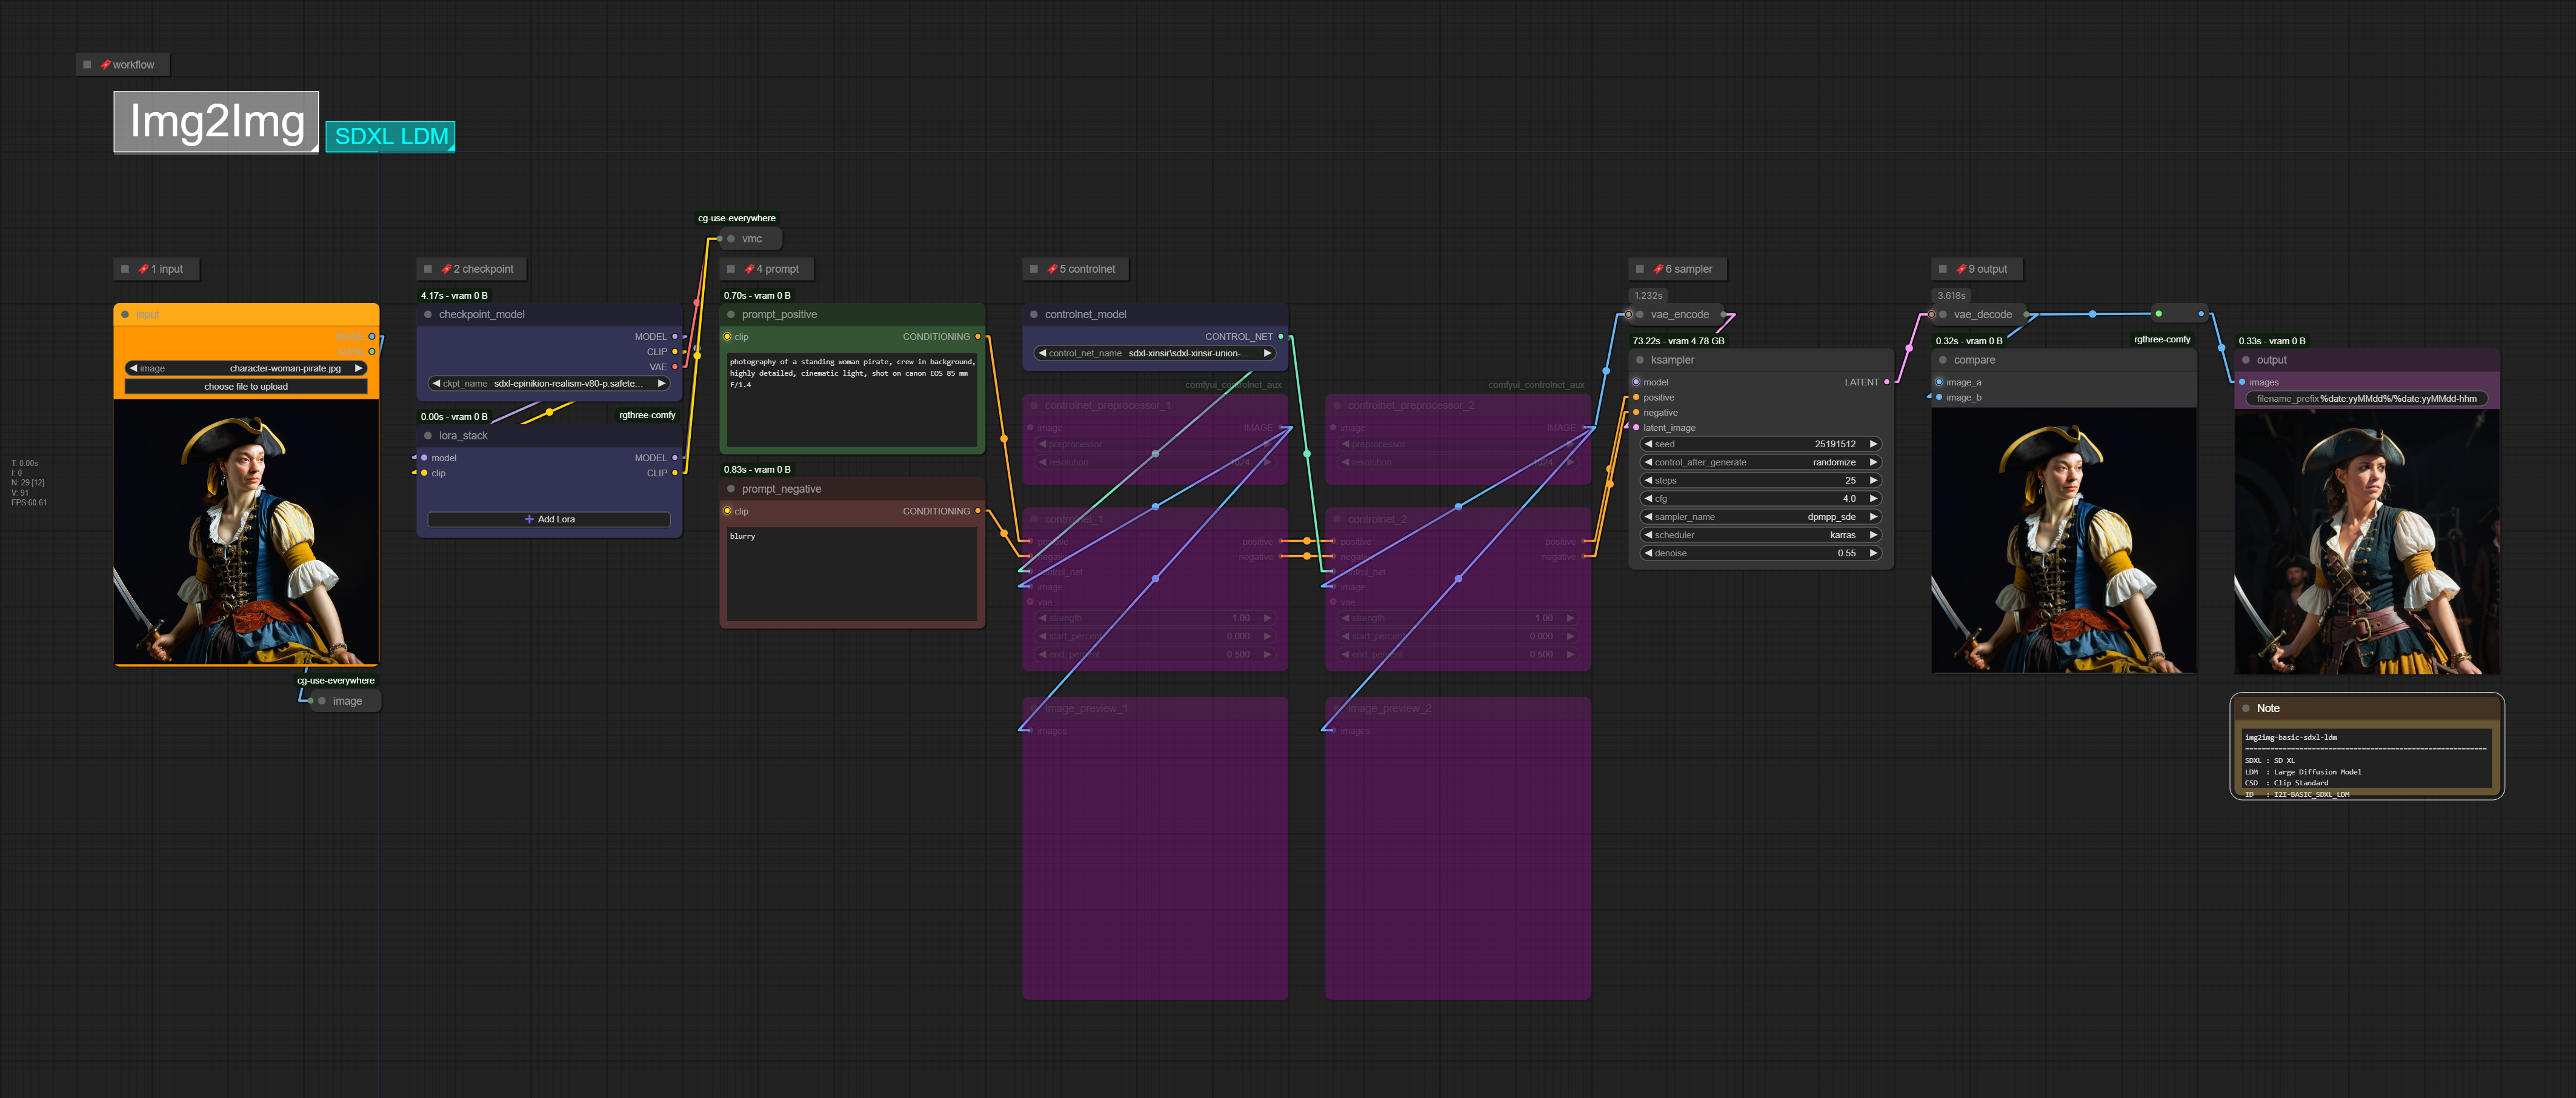 workflow
Img2Img
SDXL LDM
cg-use-everywhere
vmc
1 input
2 checkpoint
4 prompt
5 controlnet
6 sampler
9 output
input
image
character-woman-pirate.jpg
choose file to upload
cg-use-everywhere
image
T: 0.00s
I: 0
N: 29 [12]
V: 91
FPS:60.61
4.17s - vram 0 B
checkpoint_model
MODEL
CLIP
VAE
ckpt_name sdxl-epinikion-realism-v80-p.safete...
0.00s - vram 0 B
rgthree-comfy
lora_stack
model MODEL
clip CLIP
Add Lora
0.70s - vram 0 B
prompt_positive
clip CONDITIONING
photography of a standing woman pirate, crew in background,
highly detailed, cinematic light, shot on canon EOS 85 mm
F/1.4
0.83s - vram 0 B
prompt_negative
clip CONDITIONING
blurry
controlnet_model
CONTROL_NET
control_net_name sdxl-xinsir\sdxl-xinsir-union-...
comfyui_controlnet_aux
controlnet_preprocessor_1
image IMAGE
preprocessor
resolution 1024
controlnet_1
positive positive
negative negative
control_net
image
vae
strength 1.00
start_percent 0.000
end_percent 0.500
image_preview_1
images
comfyui_controlnet_aux
controlnet_preprocessor_2
image IMAGE
preprocessor
resolution 1024
controlnet_2
positive positive
negative negative
control_net
image
vae
strength 1.00
start_percent 0.000
end_percent 0.500
image_preview_2
images
1.232s
vae_encode
73.22s - vram 4.78 GB
ksampler
model LATENT
positive
negative
latent_image
seed 25191512
control_after_generate randomize
steps 25
cfg 4.0
sampler_name dpmpp_sde
scheduler karras
denoise 0.55
3.618s
vae_decode
0.32s - vram 0 B
rgthree-comfy
compare
image_a
image_b
0.33s - vram 0 B
output
images
filename_prefix %date:yyMMdd%/%date:yyMMdd-hhm
Note
img2img-basic-sdxl-ldm
==========================================================
SDXL : SD XL
LDM : Large Diffusion Model
CSD : Clip Standard
ID : I2I-BASIC_SDXL_LDM